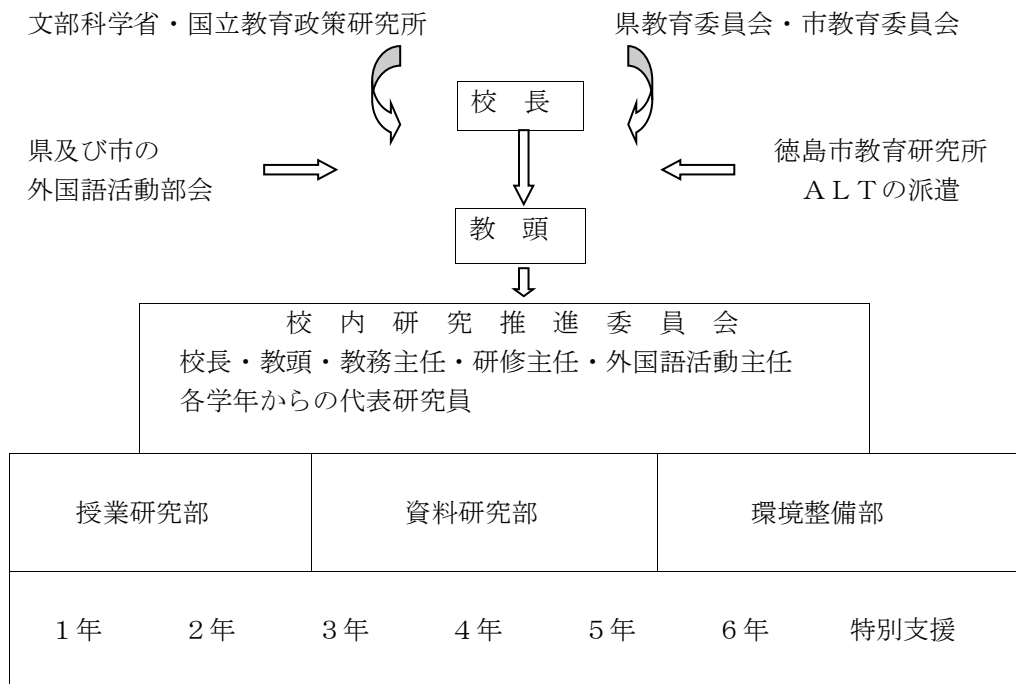 文部科学省・国立教育政策研究所
県教育委員会・市教育委員会
校　長
県及び市の
外国語活動部会
徳島市教育研究所
ＡＬＴの派遣
教　頭
校　内　研　究　推　進　委　員　会
校長・教頭・教務主任・研修主任・外国語活動主任
各学年からの代表研究員
授業研究部
資料研究部
環境整備部
１年　２年　３年　４年　５年　６年　特別支援